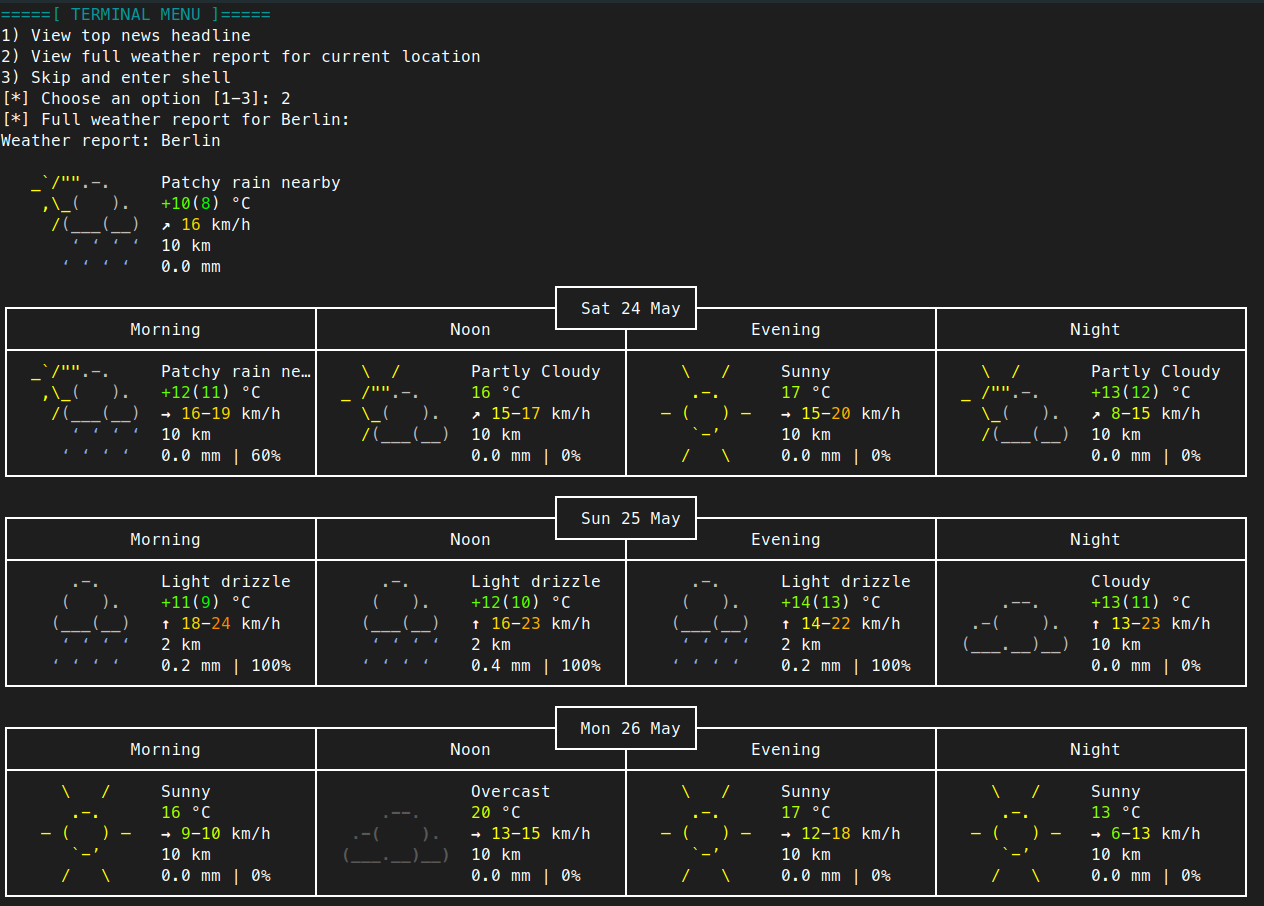 =====[ TERMINAL MENU ]=====
1) View top news headline
2) View full weather report for current location
3) Skip and enter shell
[*] Choose an option [1-3]: 2
[*] Full weather report for Berlin:
Weather report: Berlin
Patchy rain nearby
+10(8) °C
↗ 16 km/h
10 km
0.0 mm
Sat 24 May
Morning Noon Evening Night
Patchy rain ne… Partly Cloudy Sunny Partly Cloudy
+12(11) °C 16 °C 17 °C +13(12) °C
→ 16-19 km/h ↗ 15-17 km/h → 15-20 km/h ↗ 8-15 km/h
10 km 10 km 10 km 10 km
0.0 mm | 60% 0.0 mm | 0% 0.0 mm | 0% 0.0 mm | 0%
Sun 25 May
Morning Noon Evening Night
Light drizzle Light drizzle Light drizzle Cloudy
+11(9) °C +12(10) °C +14(13) °C +13(11) °C
↑ 18-24 km/h ↑ 16-23 km/h ↑ 14-22 km/h ↑ 13-23 km/h
2 km 2 km 2 km 10 km
0.2 mm | 100% 0.4 mm | 100% 0.2 mm | 100% 0.0 mm | 0%
Mon 26 May
Morning Noon Evening Night
Sunny Overcast Sunny Sunny
16 °C 20 °C 17 °C 13 °C
→ 9-10 km/h → 13-15 km/h → 12-18 km/h → 6-13 km/h
10 km 10 km 10 km 10 km
0.0 mm | 0% 0.0 mm | 0% 0.0 mm | 0% 0.0 mm | 0%